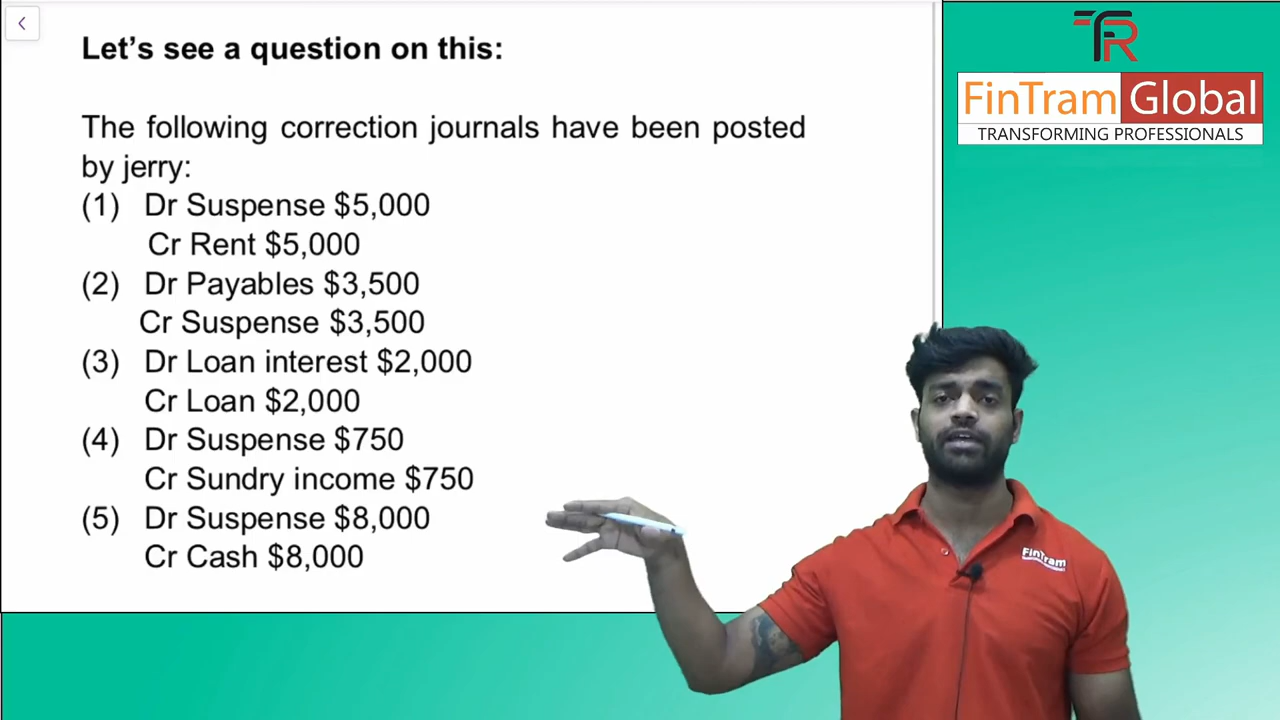 Let’s see a question on this:
The following correction journals have been posted
by jerry:
(1) Dr Suspense $5,000
Cr Rent $5,000
(2) Dr Payables $3,500
Cr Suspense $3,500
(3) Dr Loan interest $2,000
Cr Loan $2,000
(4) Dr Suspense $750
Cr Sundry income $750
(5) Dr Suspense $8,000
Cr Cash $8,000
TFR
FinTram Global
TRANSFORMING PROFESSIONALS
FinTram